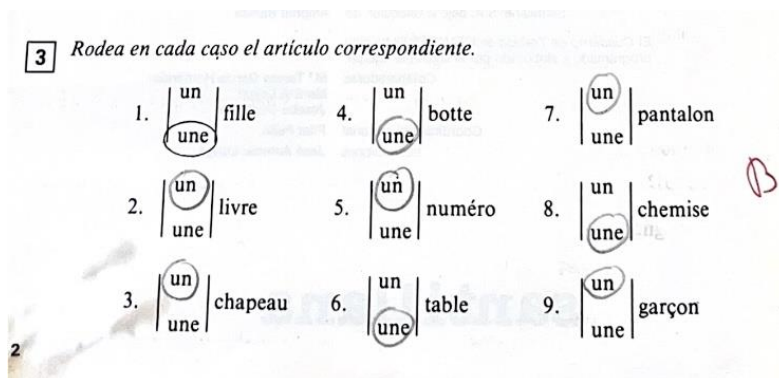 3 Rodea en cada caso el artículo correspondiente.
1. un une fille
4. un une botte
7. un une pantalon
2. un une livre
5. un une numéro
8. un une chemise
3. un une chapeau
6. un une table
9. un une garçon
B
2